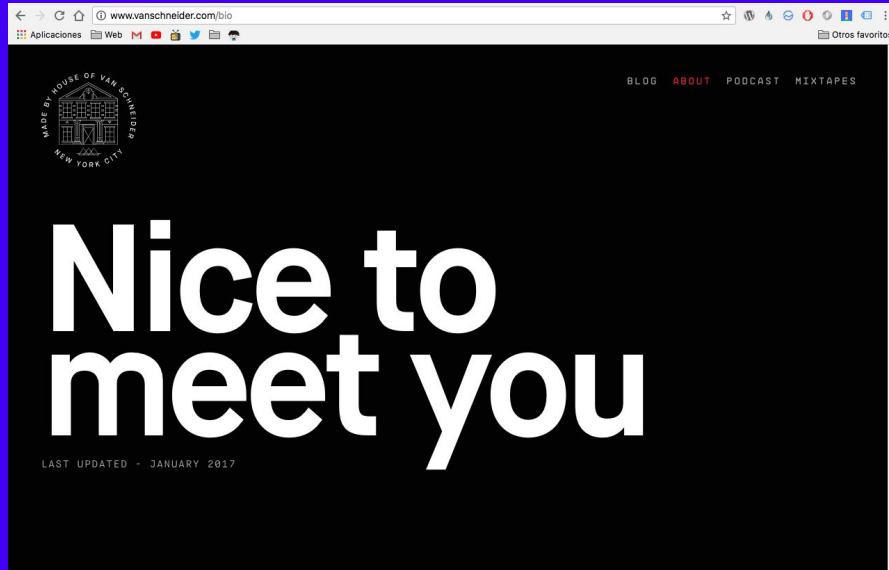 www.vanschneider.com/bio
Aplicaciones Web Otros favoritos
MADE BY HOUSE OF VAN SCHNEIDER
NEW YORK CITY
BLOG ABOUT PODCAST MIXTAPES
Nice to
meet you
LAST UPDATED - JANUARY 2017